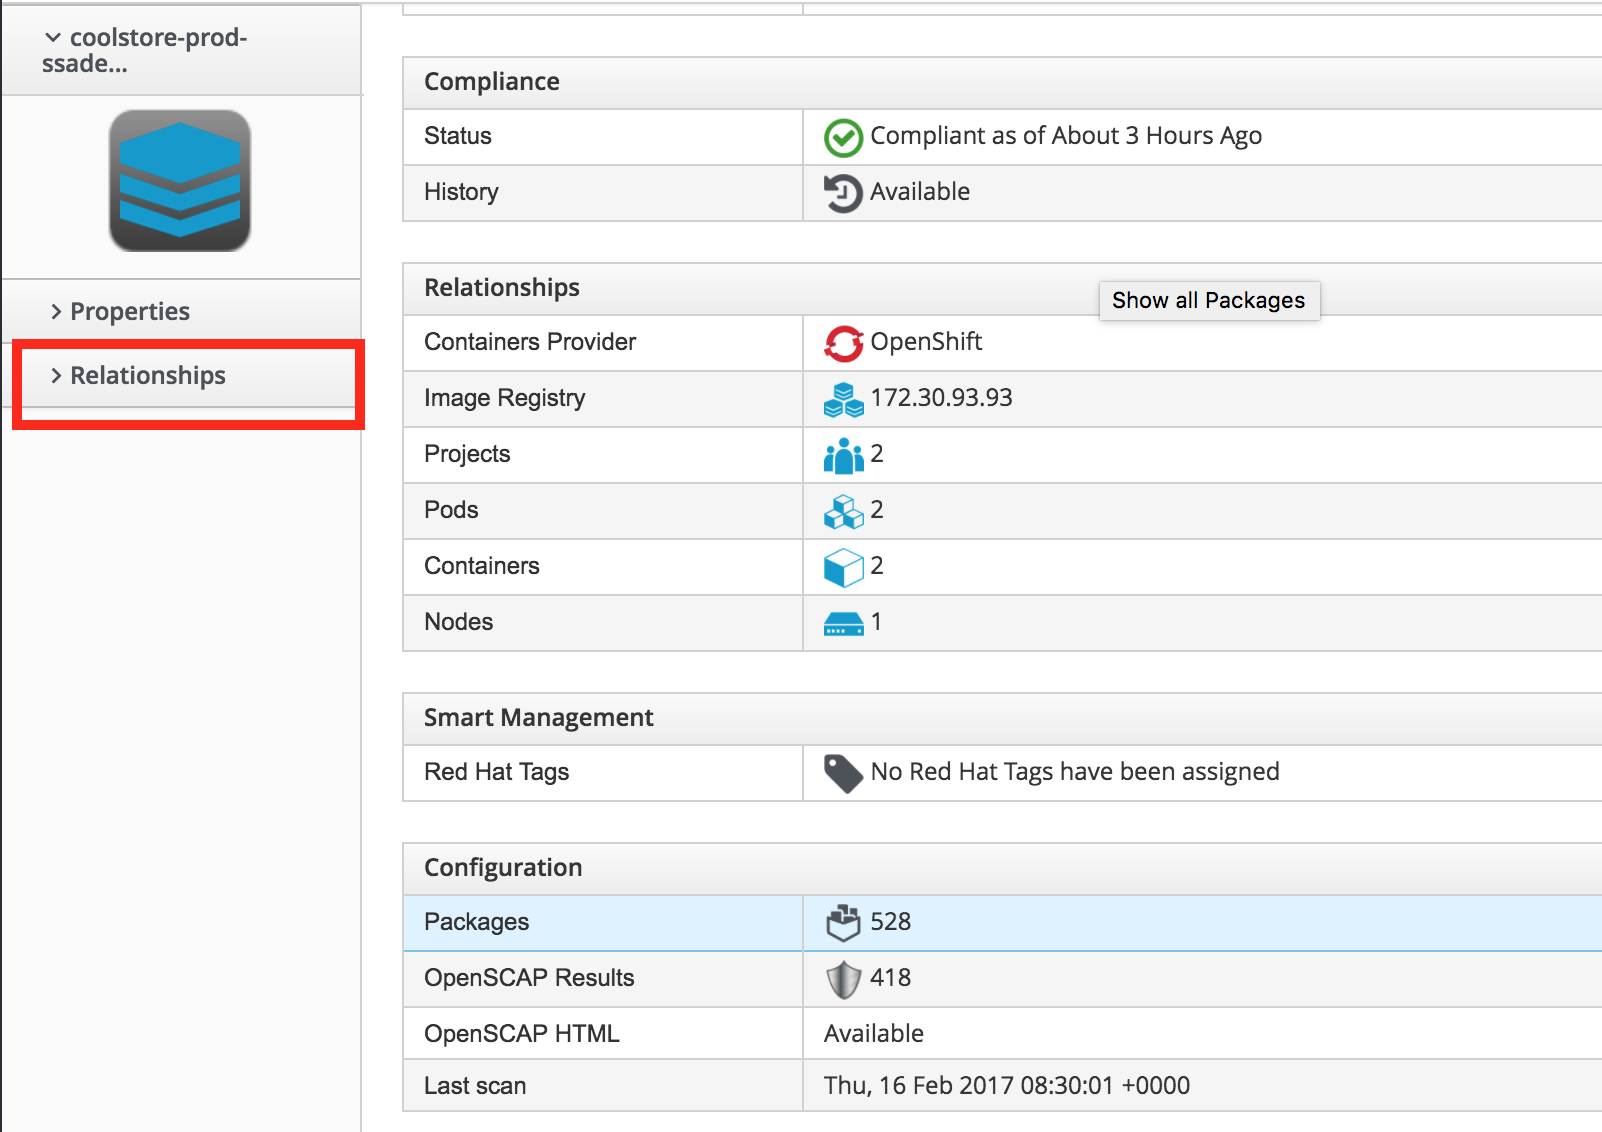 coolstore-prod-
ssade...
Properties
Relationships
Compliance
Status Compliant as of About 3 Hours Ago
History Available
Relationships
Show all Packages
Containers Provider OpenShift
Image Registry 172.30.93.93
Projects 2
Pods 2
Containers 2
Nodes 1
Smart Management
Red Hat Tags No Red Hat Tags have been assigned
Configuration
Packages 528
OpenSCAP Results 418
OpenSCAP HTML Available
Last scan Thu, 16 Feb 2017 08:30:01 +0000